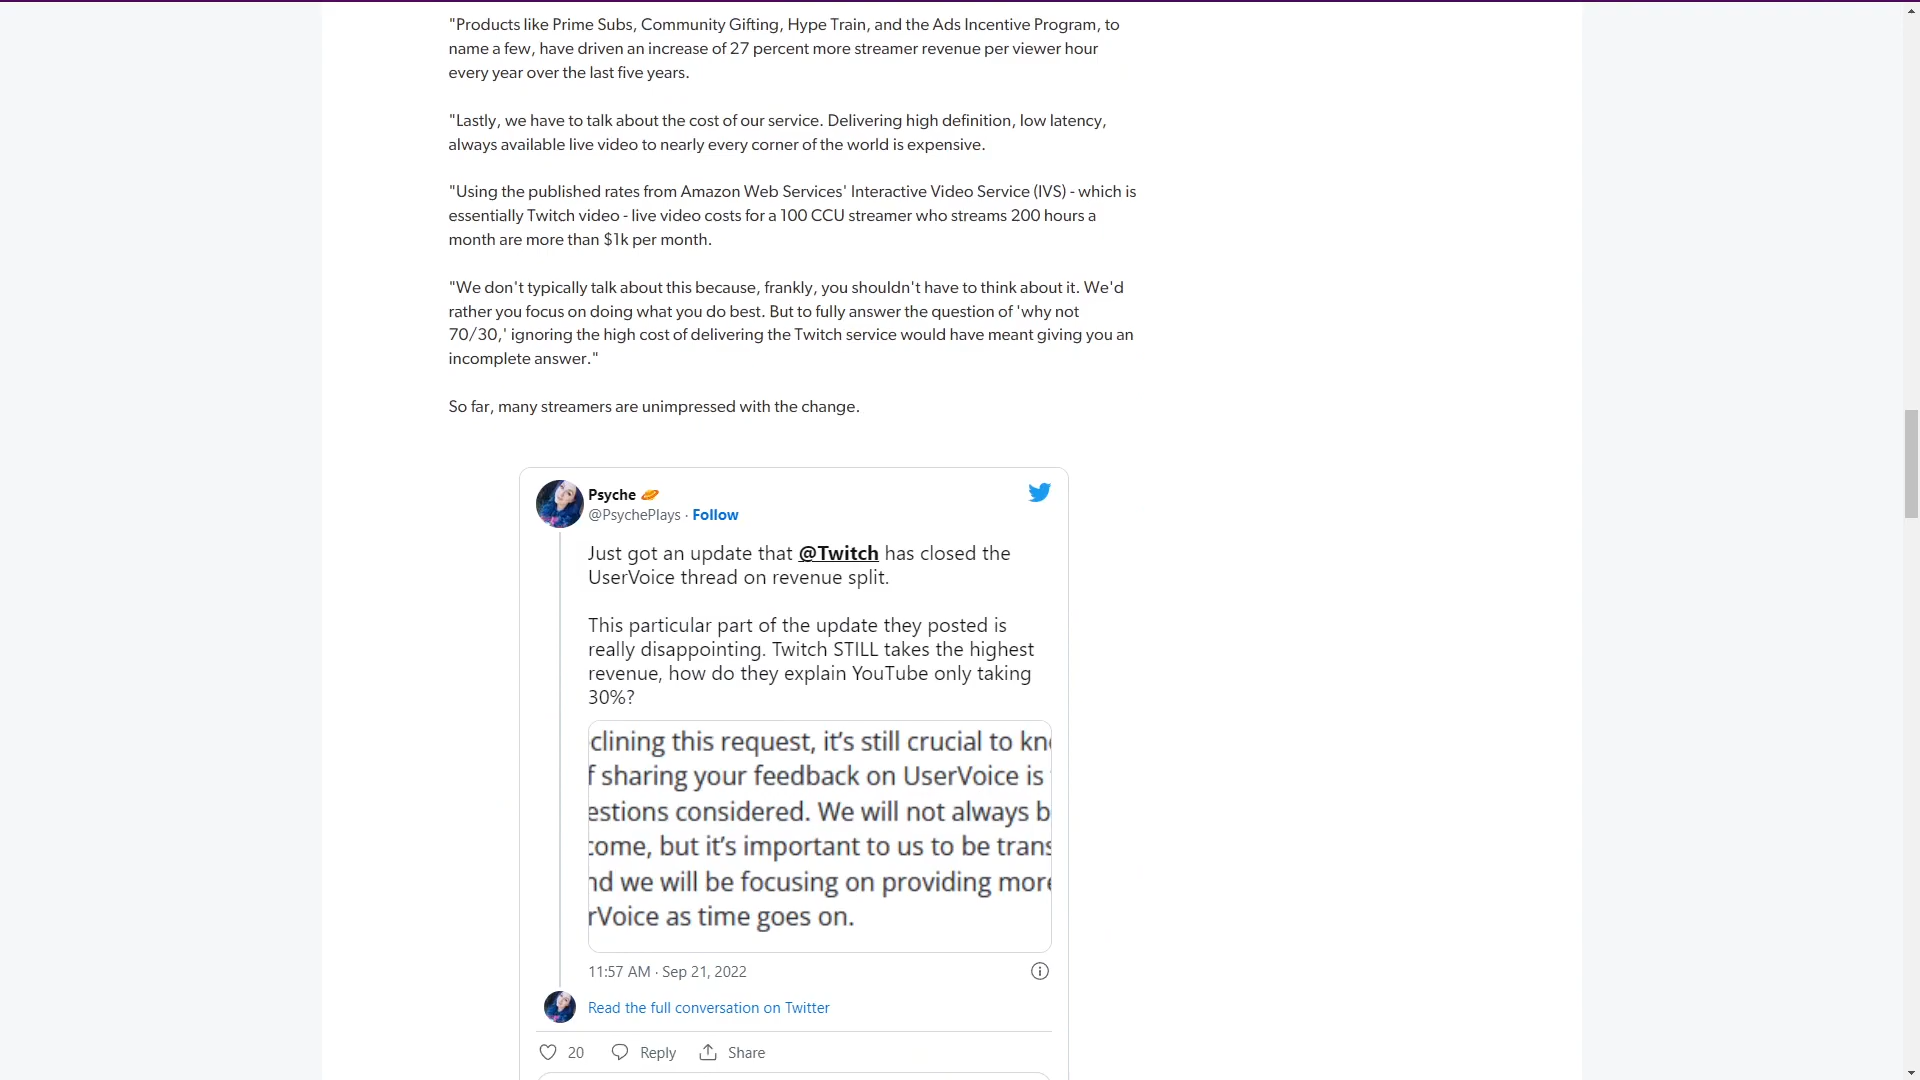 "Products like Prime Subs, Community Gifting, Hype Train, and the Ads Incentive Program, to
name a few, have driven an increase of 27 percent more streamer revenue per viewer hour
every year over the last five years.
"Lastly, we have to talk about the cost of our service. Delivering high definition, low latency,
always available live video to nearly every corner of the world is expensive.
"Using the published rates from Amazon Web Services' Interactive Video Service (IVS) - which is
essentially Twitch video - live video costs for a 100 CCU streamer who streams 200 hours a
month are more than $1k per month.
"We don't typically talk about this because, frankly, you shouldn't have to think about it. We'd
rather you focus on doing what you do best. But to fully answer the question of 'why not
70/30,' ignoring the high cost of delivering the Twitch service would have meant giving you an
incomplete answer."
So far, many streamers are unimpressed with the change.
Psyche
@PsychePlays · Follow
Just got an update that @Twitch has closed the
UserVoice thread on revenue split.
This particular part of the update they posted is
really disappointing. Twitch STILL takes the highest
revenue, how do they explain YouTube only taking
30%?
clining this request, it's still crucial to kn
f sharing your feedback on UserVoice is
estions considered. We will not always b
come, but it's important to us to be trans
nd we will be focusing on providing more
rVoice as time goes on.
11:57 AM · Sep 21, 2022
Read the full conversation on Twitter
20 Reply Share